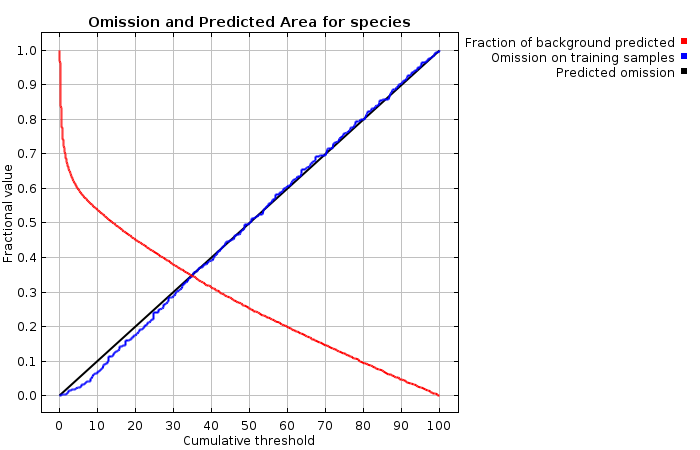 Omission and Predicted Area for species
Fraction of background predicted
Omission on training samples
Predicted omission
Fractional value
1.0
0.9
0.8
0.7
0.6
0.5
0.4
0.3
0.2
0.1
0.0
0 10 20 30 40 50 60 70 80 90 100
Cumulative threshold